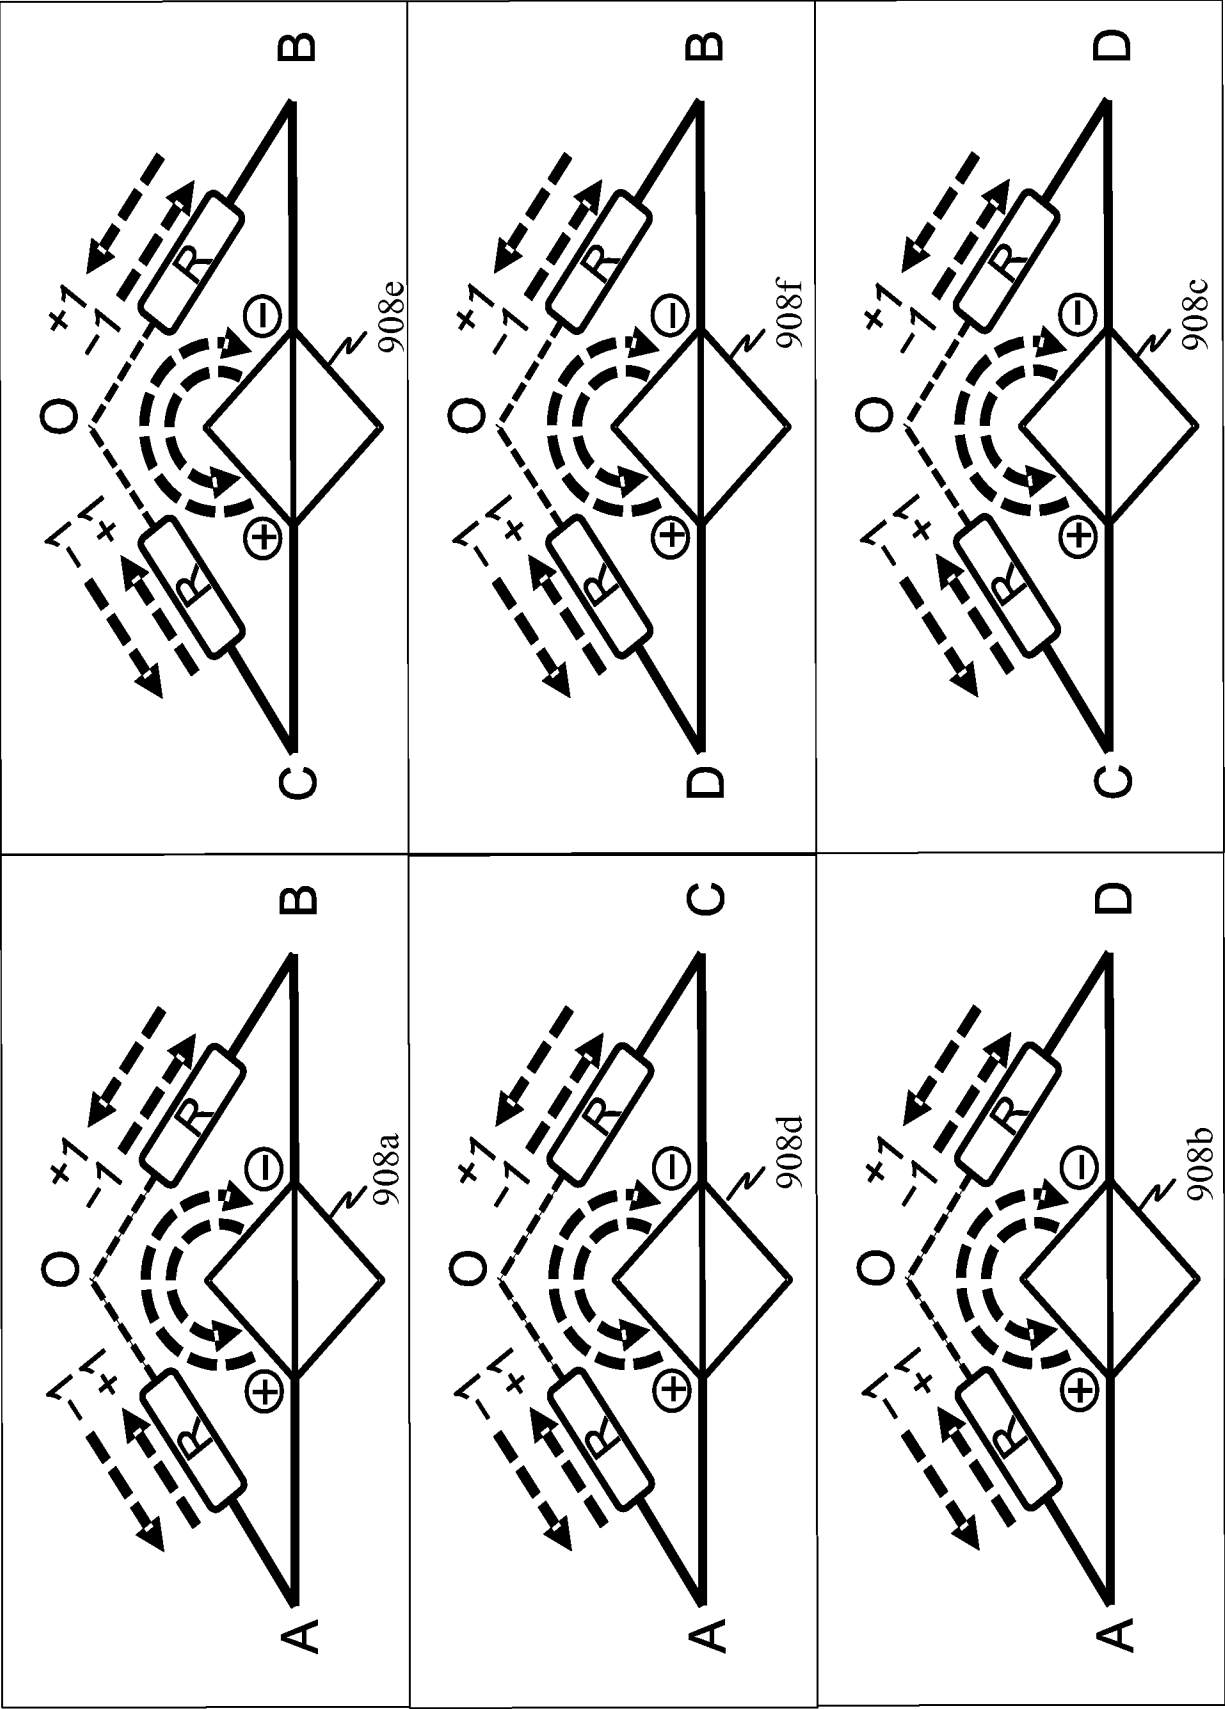 O
−1 +1
+1 −1
R R
+ −
A B
908a
O
−1 +1
+1 −1
R R
+ −
C B
908e
O
−1 +1
+1 −1
R R
+ −
A C
908d
O
−1 +1
+1 −1
R R
+ −
D B
908f
O
−1 +1
+1 −1
R R
+ −
A D
908b
O
−1 +1
+1 −1
R R
+ −
C D
908c